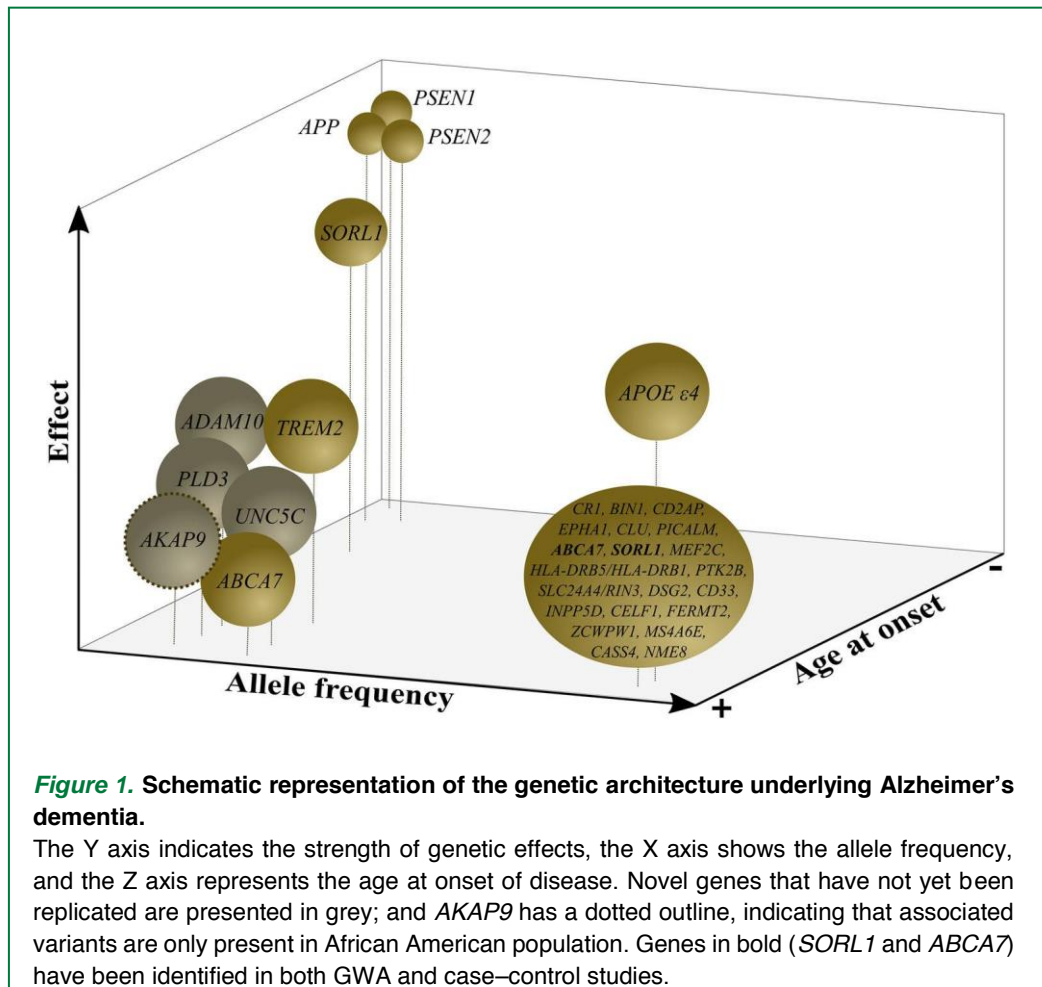 PSEN1
APP
PSEN2
SORL1
Effect
APOE ε4
ADAM10
TREM2
PLD3
UNC5C
AKAP9
ABCA7
CR1, BIN1, CD2AP,
EPHA1, CLU, PICALM,
ABCA7, SORL1, MEF2C,
HLA-DRB5/HLA-DRB1, PTK2B,
SLC24A4/RIN3, DSG2, CD33,
INPP5D, CELF1, FERMT2,
ZCWPW1, MS4A6E,
CASS4, NME8
-
Age at onset
+
Allele frequency
Figure 1. Schematic representation of the genetic architecture underlying Alzheimer’s
dementia.
The Y axis indicates the strength of genetic effects, the X axis shows the allele frequency,
and the Z axis represents the age at onset of disease. Novel genes that have not yet been
replicated are presented in grey; and AKAP9 has a dotted outline, indicating that associated
variants are only present in African American population. Genes in bold (SORL1 and ABCA7)
have been identified in both GWA and case–control studies.